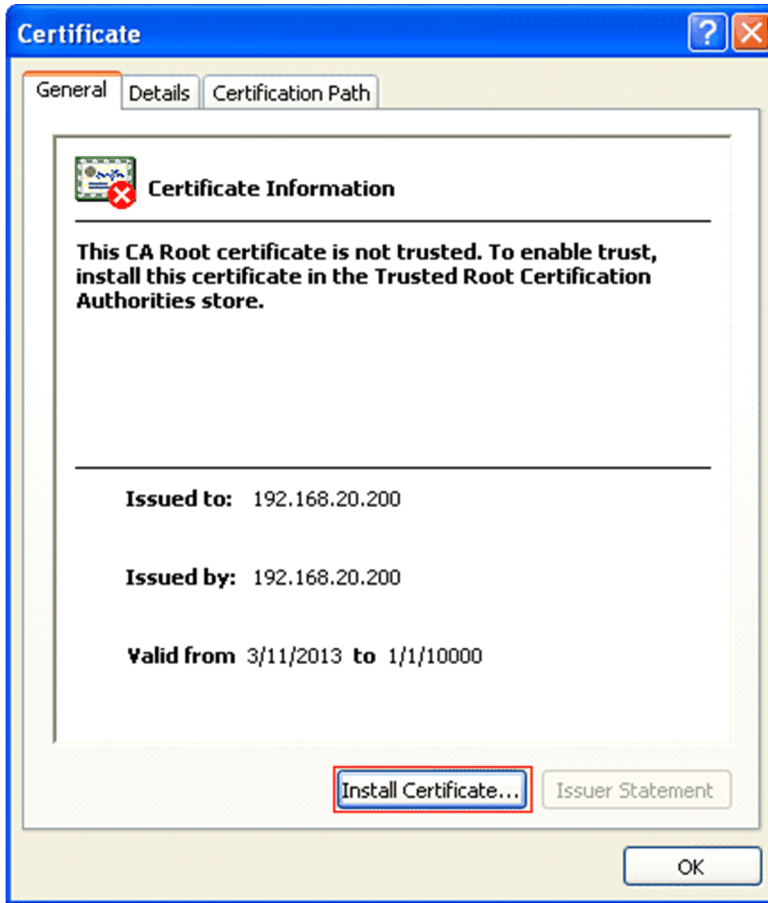 Certificate
General
Details
Certification Path
Certificate Information
This CA Root certificate is not trusted. To enable trust,
install this certificate in the Trusted Root Certification
Authorities store.
Issued to: 192.168.20.200
Issued by: 192.168.20.200
Valid from 3/11/2013 to 1/1/10000
Install Certificate...
Issuer Statement
OK